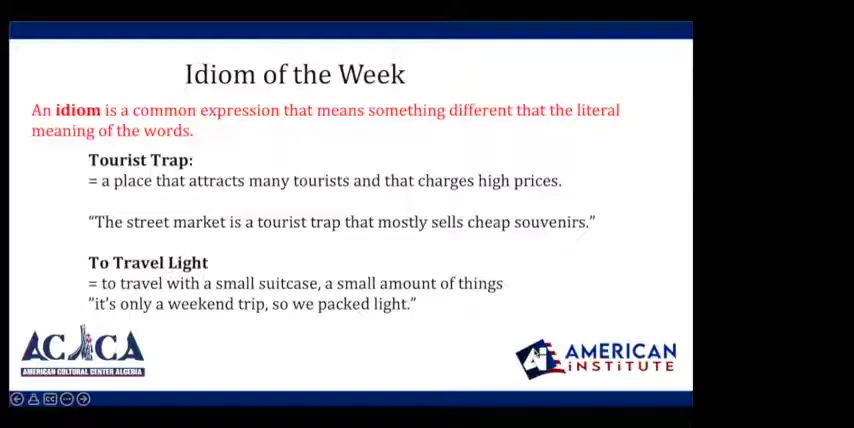 Idiom of the Week
An idiom is a common expression that means something different that the literal
meaning of the words.
Tourist Trap:
= a place that attracts many tourists and that charges high prices.
“The street market is a tourist trap that mostly sells cheap souvenirs.”
To Travel Light
= to travel with a small suitcase, a small amount of things
”it's only a weekend trip, so we packed light.”
ACCA
AMERICAN CULTURAL CENTER ALGERIA
AI AMERICAN
INSTITUTE
CC